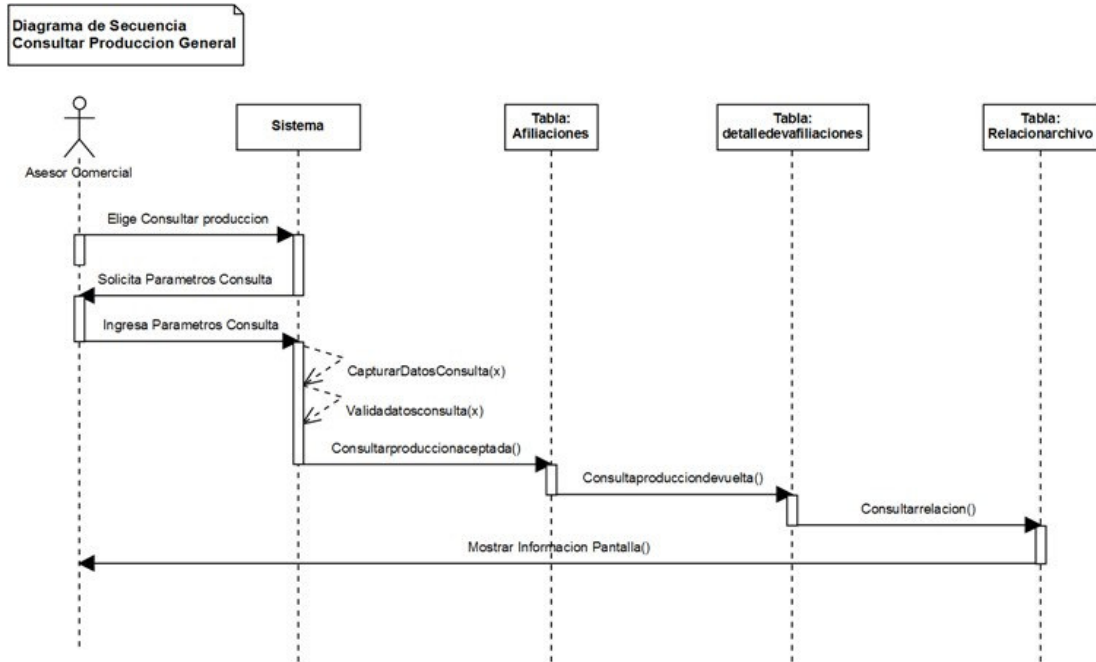 Diagrama de Secuencia
Consultar Produccion General
Asesor Comercial
Sistema
Tabla:
Afiliaciones
Tabla:
detalledevafiliaciones
Tabla:
Relacionarchivo
Elige Consultar produccion
Solicita Parametros Consulta
Ingresa Parametros Consulta
CapturarDatosConsulta(x)
Validadatosconsulta(x)
Consultarproduccionaceptada()
Consultaproducciondevuelta()
Consultarrelacion()
Mostrar Informacion Pantalla()